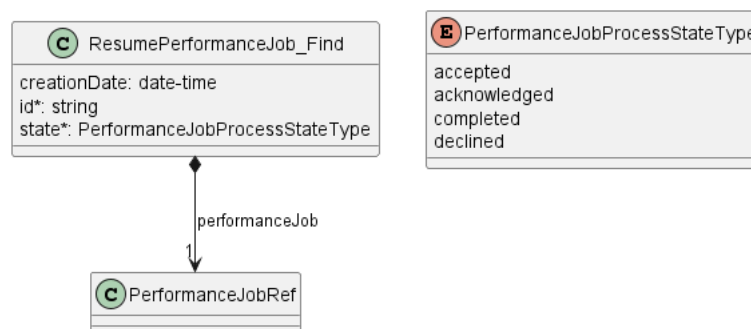 C ResumePerformanceJob_Find
creationDate: date-time
id*: string
state*: PerformanceJobProcessStateType
E PerformanceJobProcessStateType
accepted
acknowledged
completed
declined
performanceJob
1
C PerformanceJobRef